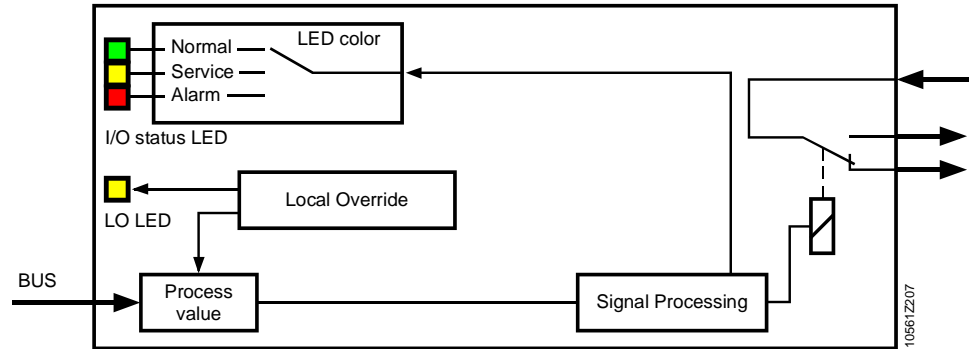 LED color
Normal
Service
Alarm
I/O status LED
Local Override
LO LED
BUS
Process
value
Signal Processing
10561Z207